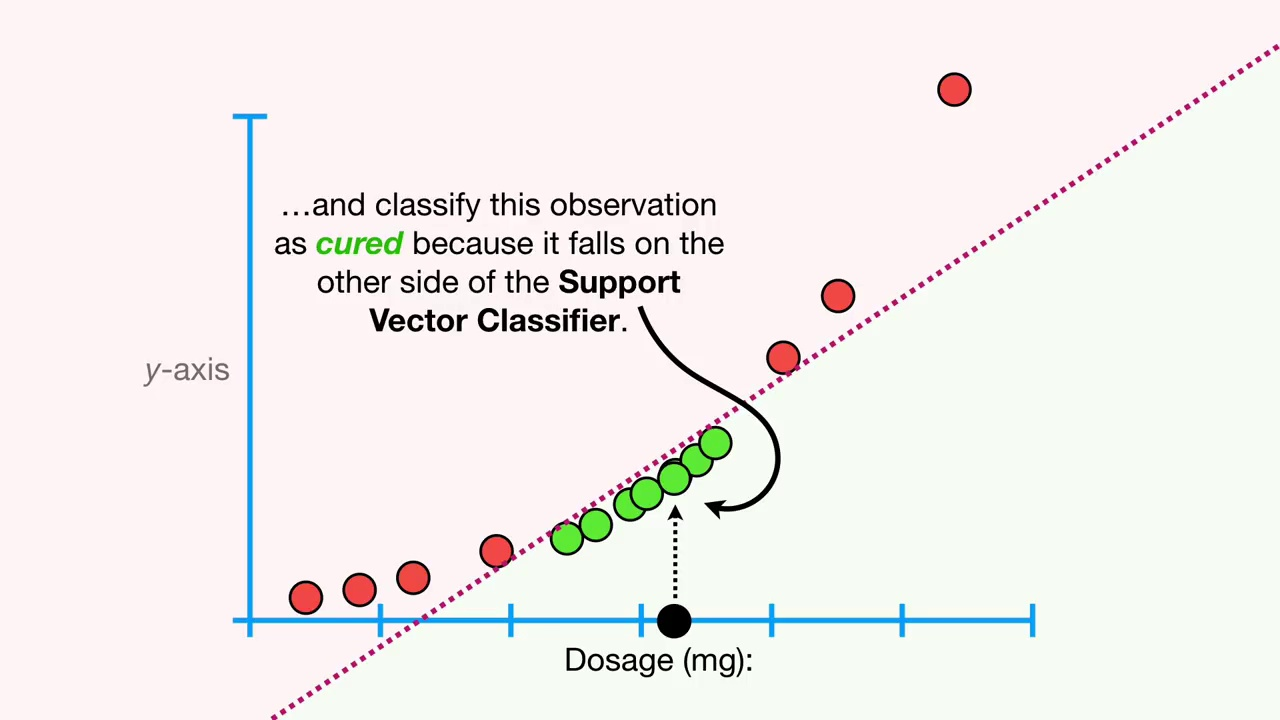 …and classify this observation
as cured because it falls on the
other side of the Support
Vector Classifier.
y-axis
Dosage (mg):